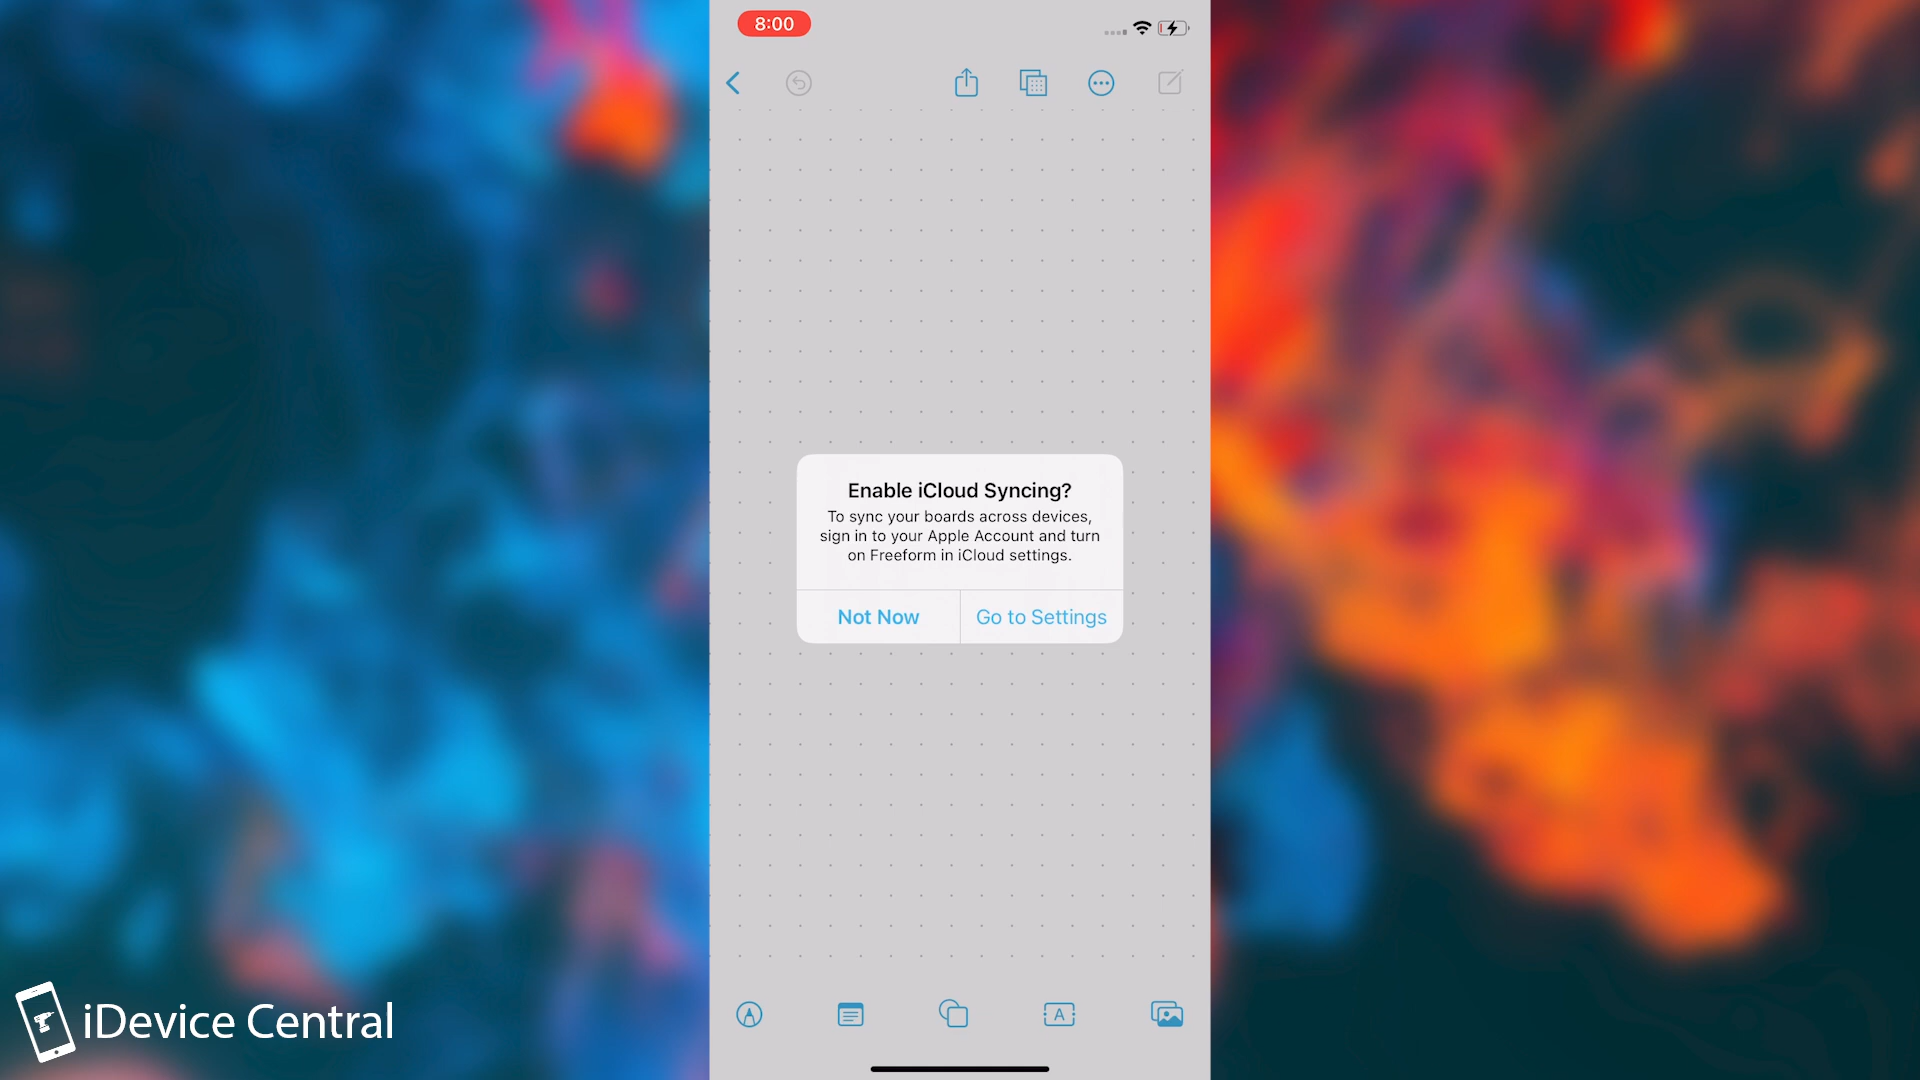 8:00
Enable iCloud Syncing?
To sync your boards across devices,
sign in to your Apple Account and turn
on Freeform in iCloud settings.
Not Now
Go to Settings
A
iDevice Central